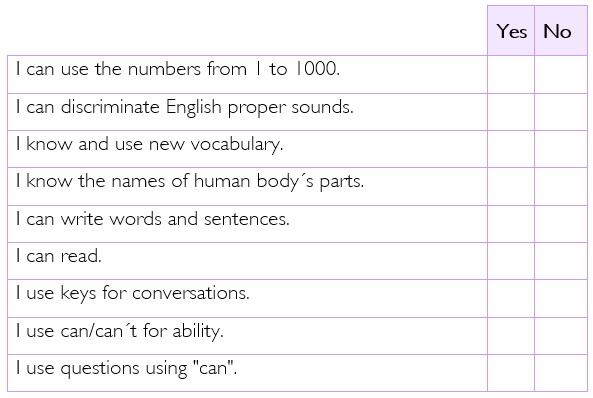 Yes No
I can use the numbers from 1 to 1000.
I can discriminate English proper sounds.
I know and use new vocabulary.
I know the names of human body´s parts.
I can write words and sentences.
I can read.
I use keys for conversations.
I use can/can´t for ability.
I use questions using "can".